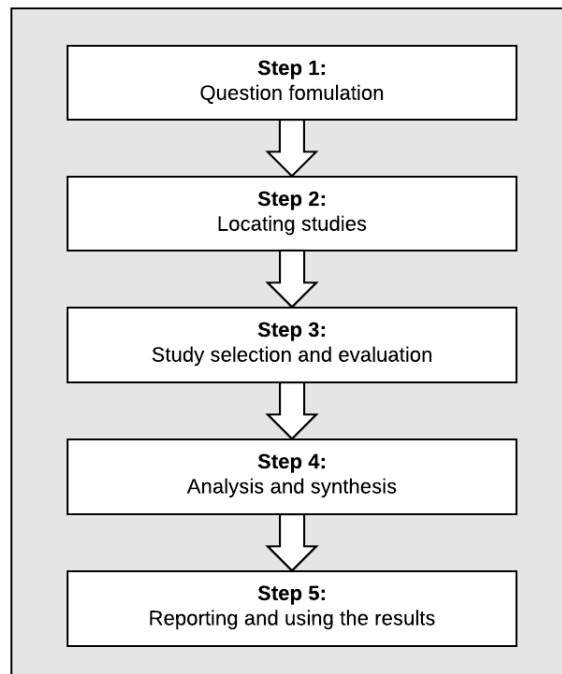 Step 1:
Question fomulation
Step 2:
Locating studies
Step 3:
Study selection and evaluation
Step 4:
Analysis and synthesis
Step 5:
Reporting and using the results